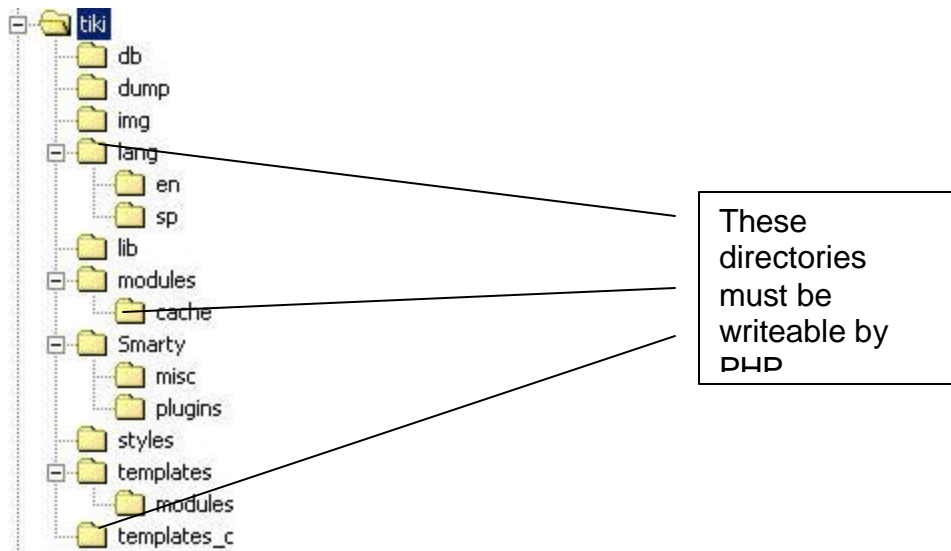 tiki
db
dump
img
lang
en
sp
lib
modules
cache
Smarty
misc
plugins
styles
templates
modules
templates_c
These
directories
must be
writeable by
PHP